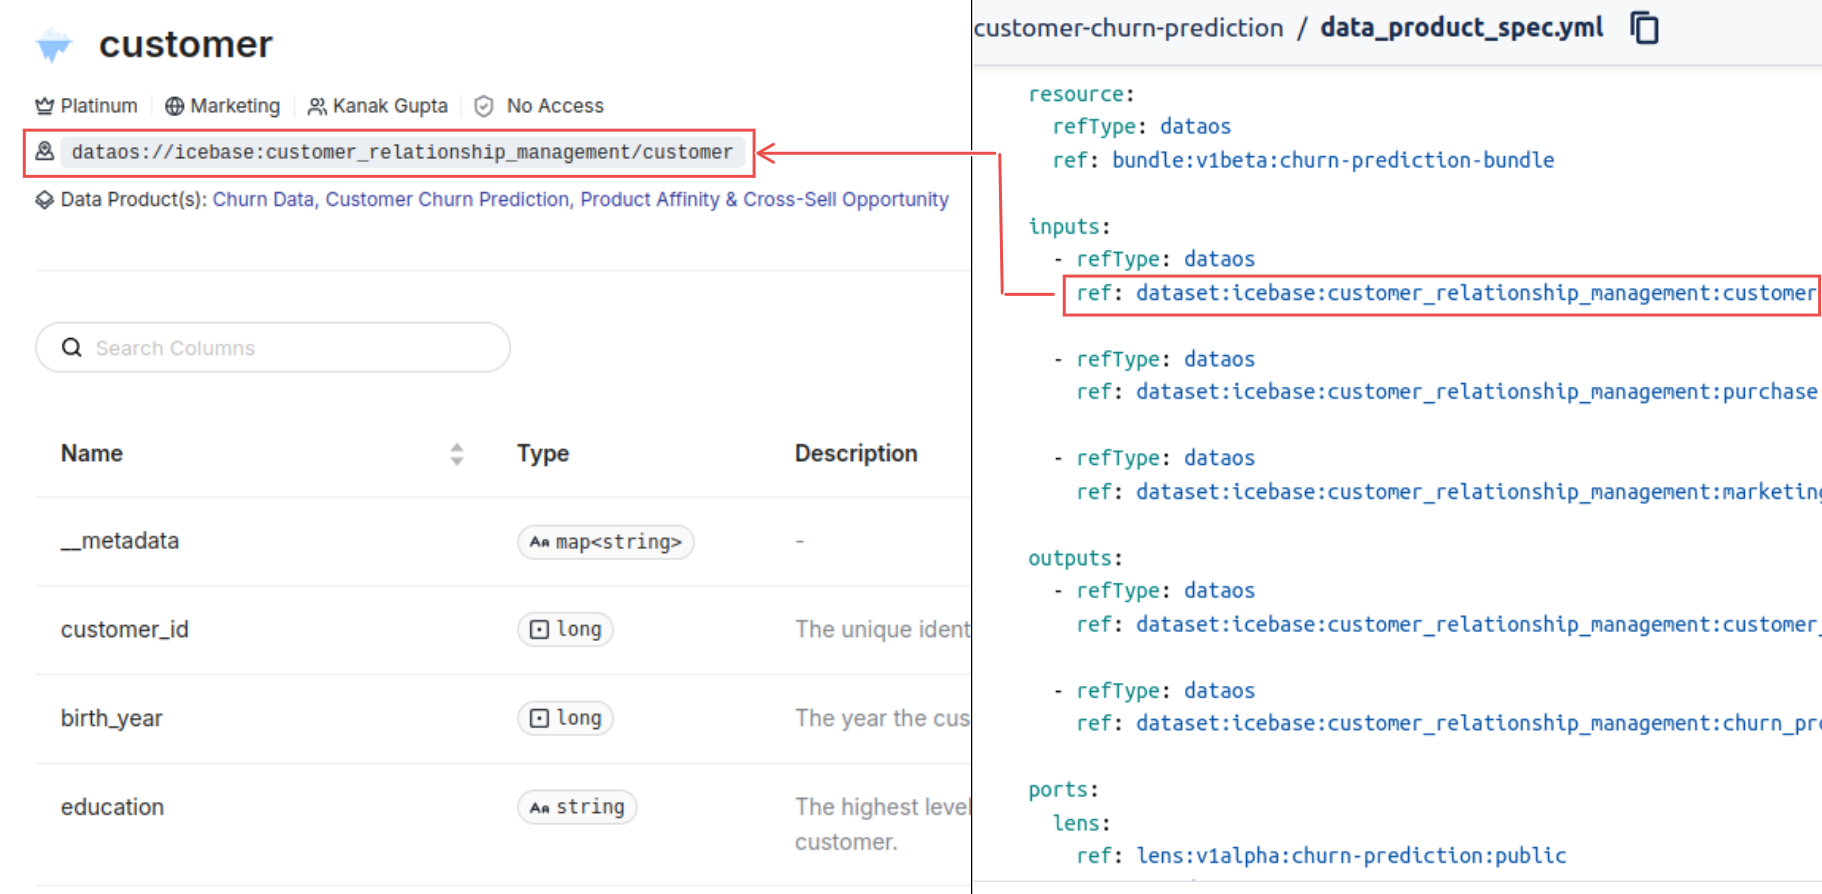 customer
Platinum Marketing Kanak Gupta No Access
dataos://icebase:customer_relationship_management/customer
Data Product(s): Churn Data, Customer Churn Prediction, Product Affinity & Cross-Sell Opportunity
Search Columns
Name Type Description
__metadata map<string> -
customer_id long The unique ident
birth_year long The year the cus
education string The highest level
customer.
customer-churn-prediction / data_product_spec.yml
resource:
refType: dataos
ref: bundle:v1beta:churn-prediction-bundle
inputs:
- refType: dataos
ref: dataset:icebase:customer_relationship_management:customer
- refType: dataos
ref: dataset:icebase:customer_relationship_management:purchase
- refType: dataos
ref: dataset:icebase:customer_relationship_management:marketing
outputs:
- refType: dataos
ref: dataset:icebase:customer_relationship_management:customer_
- refType: dataos
ref: dataset:icebase:customer_relationship_management:churn_pro
ports:
lens:
ref: lens:v1alpha:churn-prediction:public